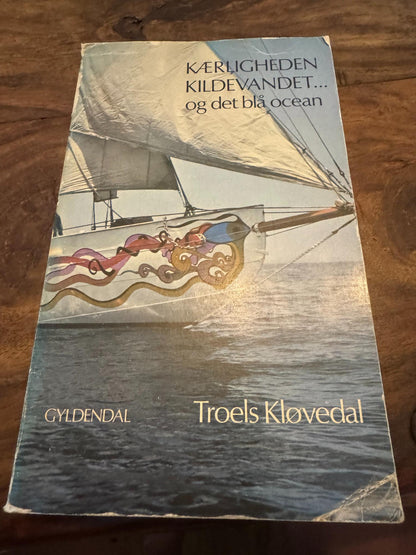 KÆRLIGHEDEN
KILDEVANDET...
og det blå ocean
GYLDENDAL
Troels Kløvedal